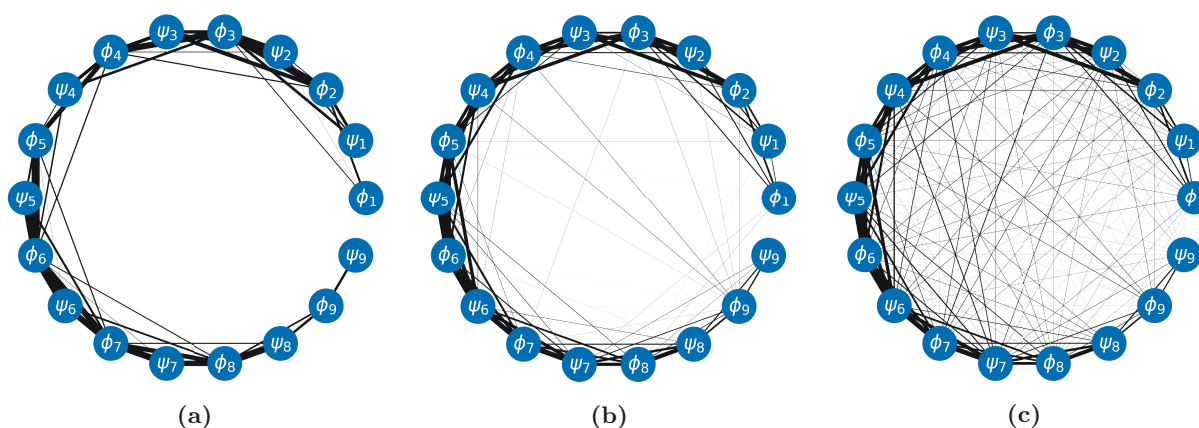 ϕ₁ ψ₁ ϕ₂ ψ₂ ϕ₃ ψ₃ ϕ₄ ψ₄ ϕ₅ ψ₅ ϕ₆ ψ₆ ϕ₇ ψ₇ ϕ₈ ψ₈ ϕ₉ ψ₉
(a)
ϕ₁ ψ₁ ϕ₂ ψ₂ ϕ₃ ψ₃ ϕ₄ ψ₄ ϕ₅ ψ₅ ϕ₆ ψ₆ ϕ₇ ψ₇ ϕ₈ ψ₈ ϕ₉ ψ₉
(b)
ϕ ψ₁ ϕ₂ ψ₂ ϕ₃ ψ₃ ϕ₄ ψ₄ ϕ₅ ψ₅ ϕ₆ ψ₆ ϕ₇ ψ₇ ϕ₈ ψ₈ ϕ₉ ψ₉
(c)